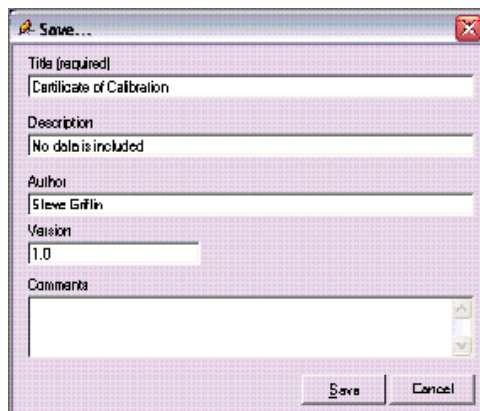 Save...
Title (required)
Certificate of Calibration
Description
No data is included
Author
Steve Griffin
Version
1.0
Comments
Save
Cancel